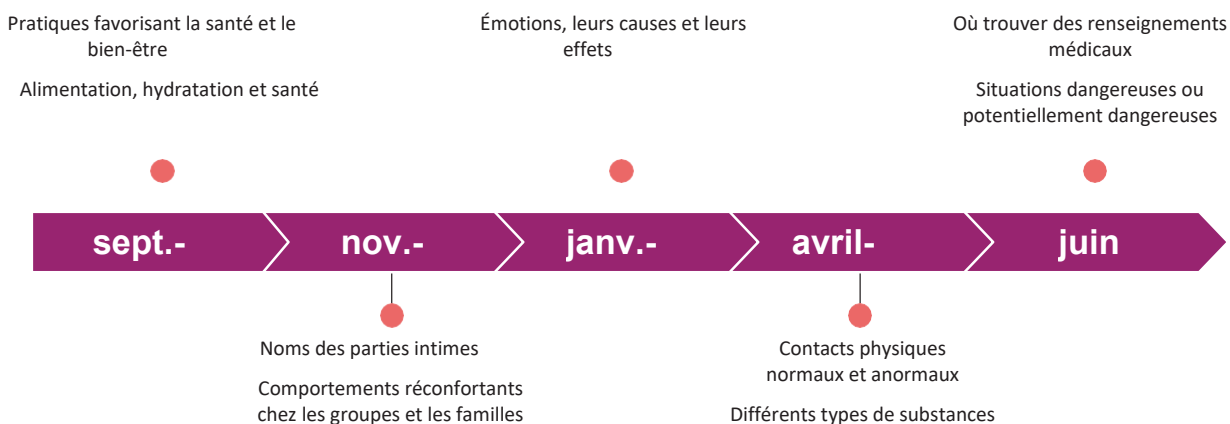 Pratiques favorisant la santé et le
bien-être
Alimentation, hydratation et santé
Émotions, leurs causes et leurs
effets
Où trouver des renseignements
médicaux
Situations dangereuses ou
potentiellement dangereuses
sept.-
nov.-
janv.-
avril-
juin
Noms des parties intimes
Comportements réconfortants
chez les groupes et les familles
Contacts physiques
normaux et anormaux
Différents types de substances